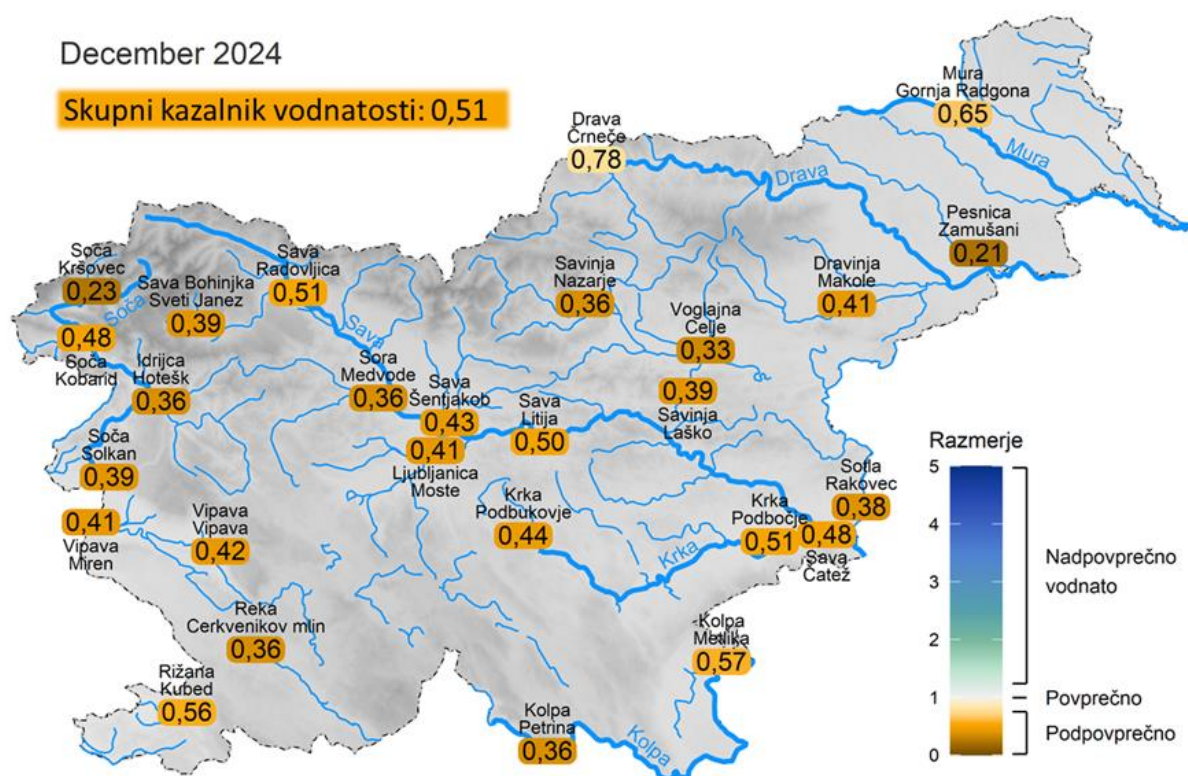 December 2024
Skupni kazalnik vodnatosti: 0,51
Mura
Gornja Radgona
0,65
Mura
Drava
Črneče
0,78
Drava
Pesnica
Zamušani
0,21
Soča
Kršovec
0,23
Soča
Sava Bohinjka
Sveti Janez
0,39
Sava
Radovljica
0,51
Sava
Savinja
Nazarje
0,36
Dravinja
Makole
0,41
Voglajna
Celje
0,33
0,48
Soča
Kobarid
Idrijca
Hotešk
0,36
Sora
Medvode
0,36
Sava
Šentjakob
0,43
0,41
Ljubljanica
Moste
Sava
Litija
0,50
0,39
Savinja
Laško
Soča
Solkan
0,39
0,41
Vipava
Miren
Vipava
Vipava
0,42
Krka
Podbukovje
0,44
Krka
Krka
Podbočje
0,51
Sotla
Rakovec
0,38
0,48
Sava
Čatež
Reka
Cerkvenikov mlin
0,36
Rižana
Kubed
0,56
Kolpa
Metlika
0,57
Kolpa
Petrina
0,36
Kolpa
Razmerje
5
4
3
2
1
0
Nadpovprečno
vodnato
Povprečno
Podpovprečno